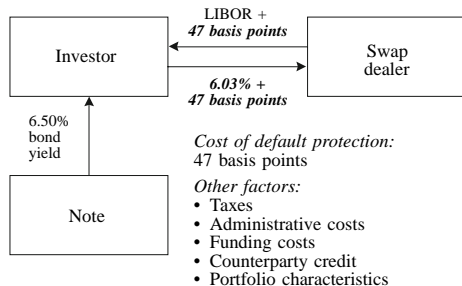 LIBOR +
47 basis points
Investor
Swap
dealer
6.03% +
47 basis points
6.50%
bond
yield
Cost of default protection:
47 basis points
Other factors:
• Taxes
• Administrative costs
• Funding costs
• Counterparty credit
• Portfolio characteristics
Note